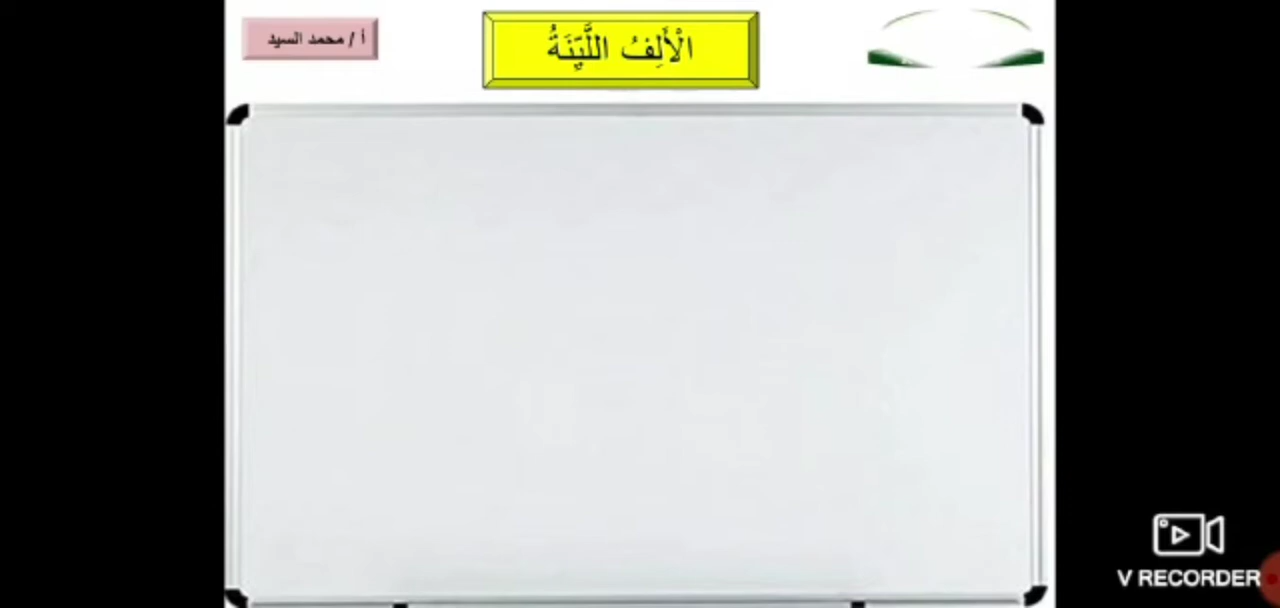 الْأَلِفُ اللَّيِّنَةُ
أ / محمد السيد
V RECORDER